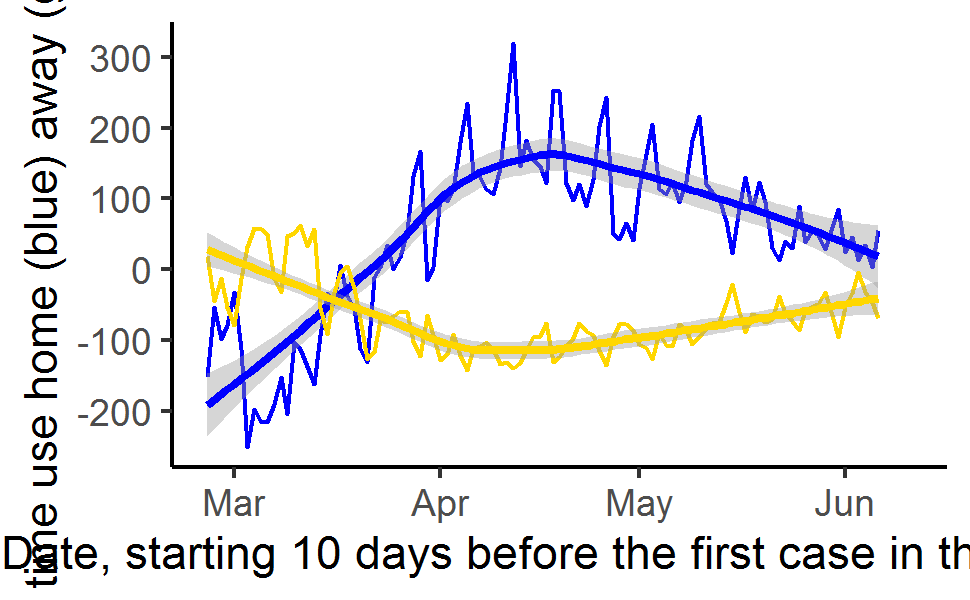 time use home (blue) away (
300
200
100
0
-100
-200
Mar Apr May Jun
Date, starting 10 days before the first case in th